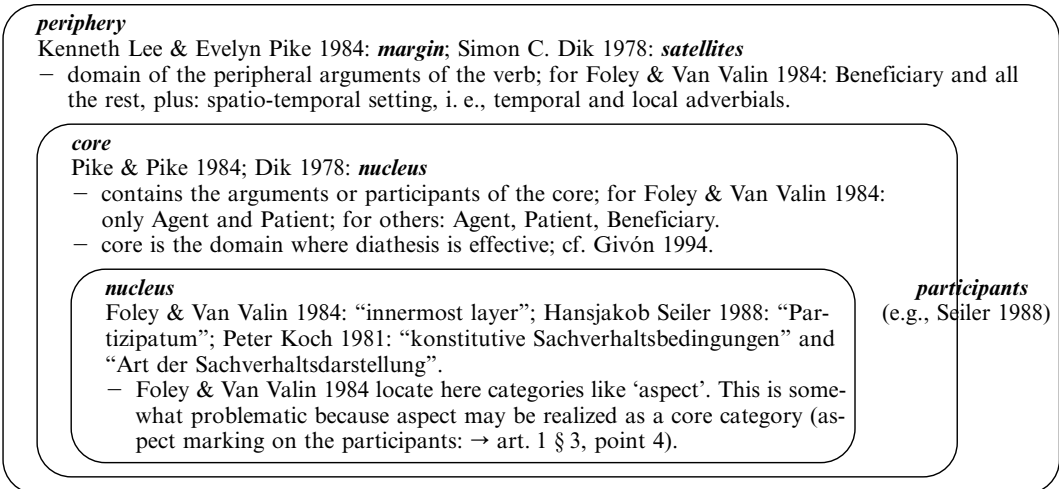 periphery
Kenneth Lee & Evelyn Pike 1984: margin; Simon C. Dik 1978: satellites
− domain of the peripheral arguments of the verb; for Foley & Van Valin 1984: Beneficiary and all
the rest, plus: spatio-temporal setting, i. e., temporal and local adverbials.
core
Pike & Pike 1984; Dik 1978: nucleus
− contains the arguments or participants of the core; for Foley & Van Valin 1984:
only Agent and Patient; for others: Agent, Patient, Beneficiary.
− core is the domain where diathesis is effective; cf. Givón 1994.
nucleus
Foley & Van Valin 1984: “innermost layer”; Hansjakob Seiler 1988: “Par-
tizipatum”; Peter Koch 1981: “konstitutive Sachverhaltsbedingungen” and
“Art der Sachverhaltsdarstellung”.
− Foley & Van Valin 1984 locate here categories like ‘aspect’. This is some-
what problematic because aspect may be realized as a core category (as-
pect marking on the participants: → art. 1 § 3, point 4).
participants
(e.g., Seiler 1988)